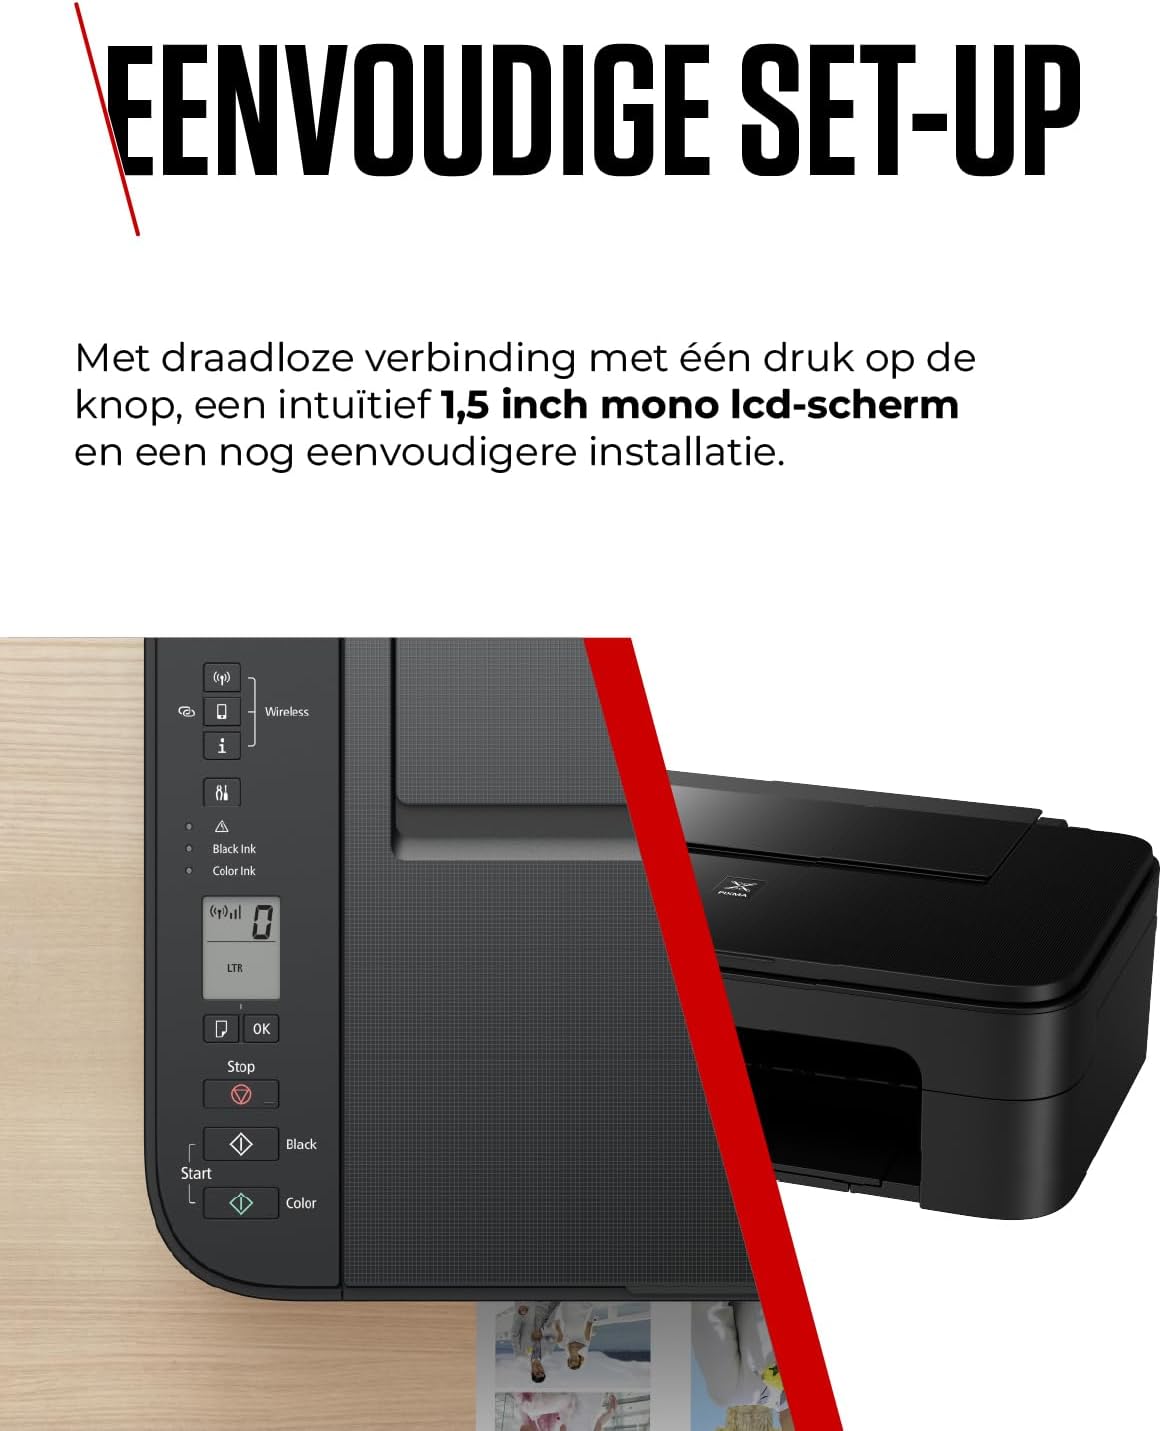 EENVOUDIGE SET-UP
Met draadloze verbinding met één druk op de
knop, een intuïtief 1,5 inch mono lcd-scherm
en een nog eenvoudigere installatie.
Wireless
i
Black Ink
Color Ink
0
LTR
OK
Stop
Black
Start
Color
PIXMA